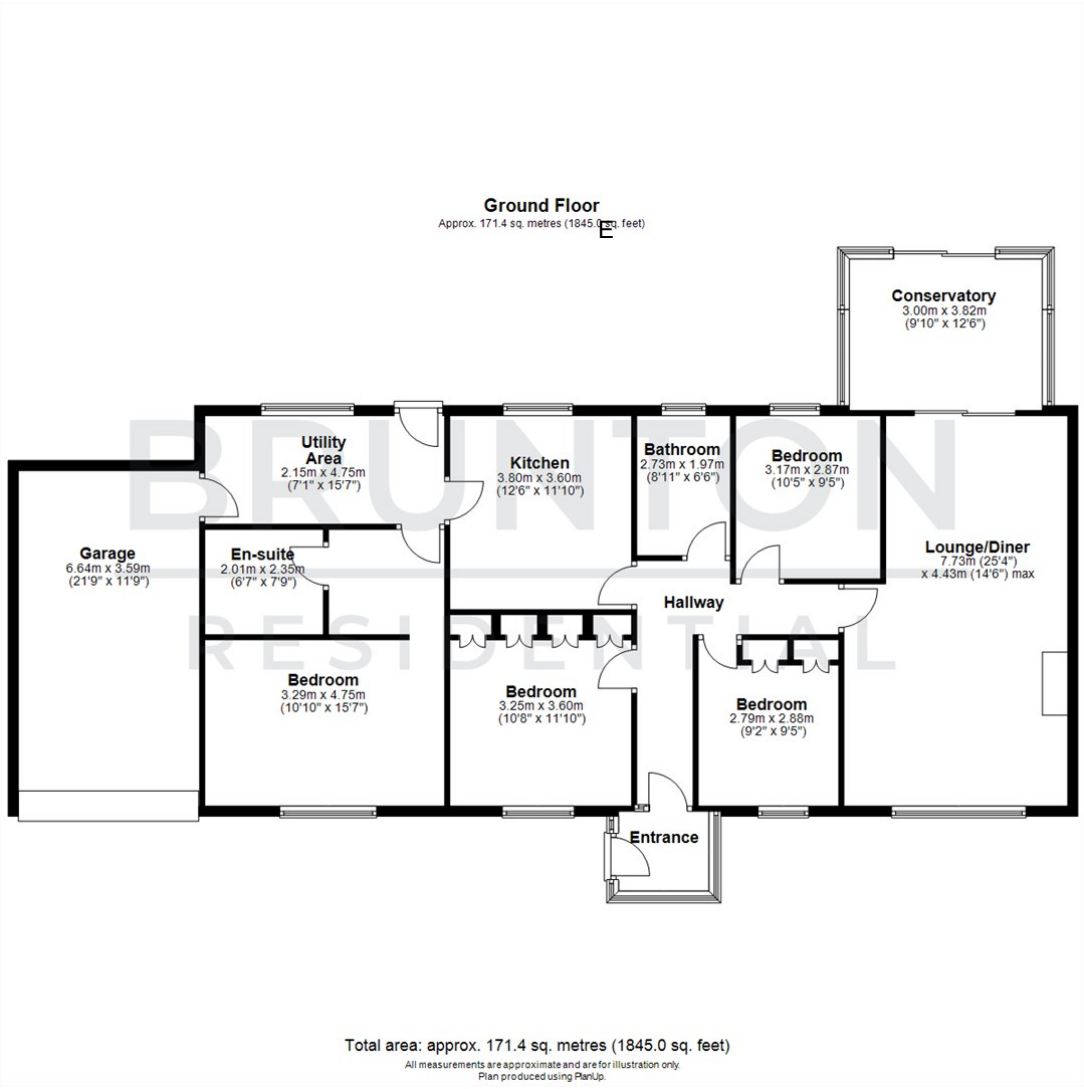 Ground Floor
Approx. 171.4 sq. metres (1845.0 sq. feet)
E
Conservatory
3.00m x 3.82m
(9'10" x 12'6")
BRUNTON
RESIDENTIAL
Utility
Area
2.15m x 4.75m
(7'1" x 15'7")
Kitchen
3.80m x 3.60m
(12'6" x 11'10")
Bathroom
2.73m x 1.97m
(8'11" x 6'6")
Bedroom
3.17m x 2.87m
(10'5" x 9'5")
Garage
6.64m x 3.59m
(21'9" x 11'9")
En-suite
2.01m x 2.35m
(6'7" x 7'9")
Lounge/Diner
7.73m (25'4")
x 4.43m (14'6") max
Hallway
Bedroom
3.29m x 4.75m
(10'10" x 15'7")
Bedroom
3.25m x 3.60m
(10'8" x 11'10")
Bedroom
2.79m x 2.88m
(9'2" x 9'5")
Entrance
Total area: approx. 171.4 sq. metres (1845.0 sq. feet)
All measurements are approximate and are for illustration only.
Plan produced using PlanUp.